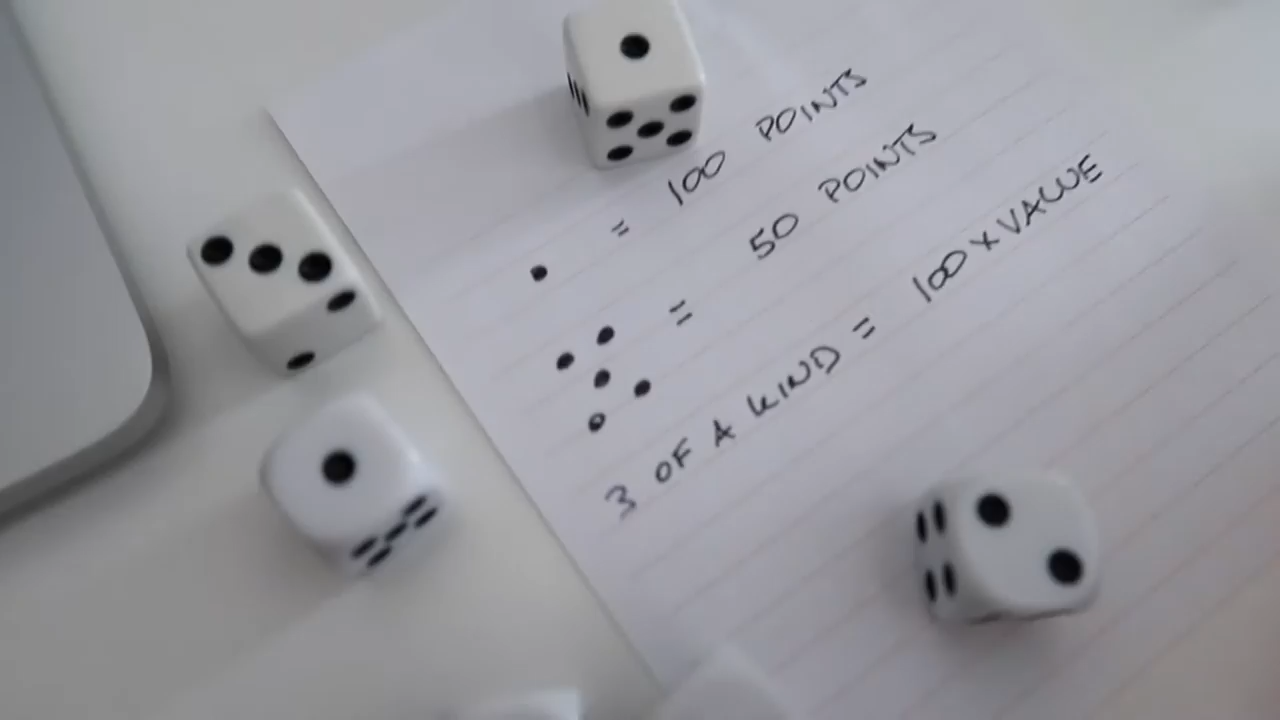 • = 100 POINTS
⁙ = 50 POINTS
3 OF A KIND = 100 X VALUE